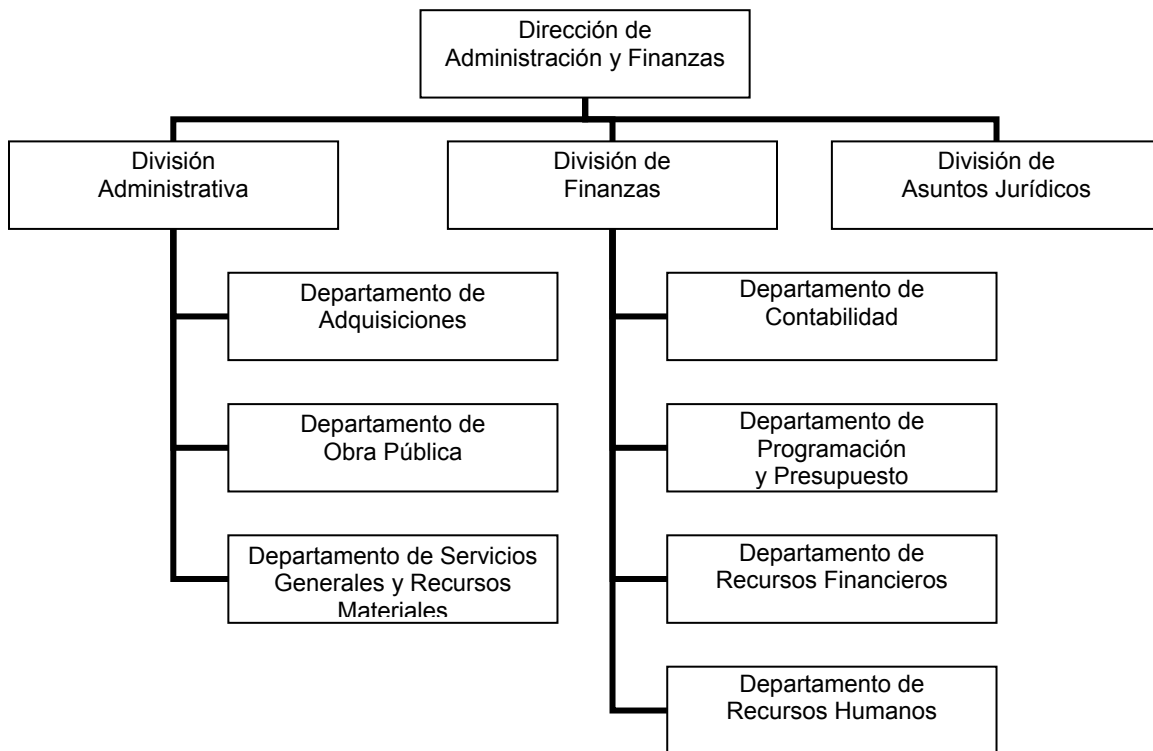 Dirección de
Administración y Finanzas
División
Administrativa
División de
Finanzas
División de
Asuntos Jurídicos
Departamento de
Adquisiciones
Departamento de
Contabilidad
Departamento de
Obra Pública
Departamento de
Programación
y Presupuesto
Departamento de Servicios
Generales y Recursos
Materiales
Departamento de
Recursos Financieros
Departamento de
Recursos Humanos